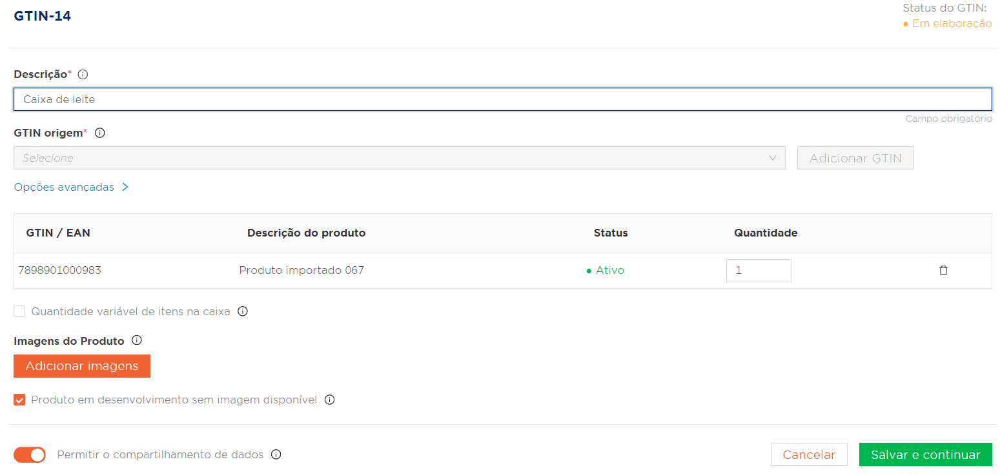 GTIN-14
Status do GTIN:
Em elaboração
Descrição*
Caixa de leite
Campo obrigatório
GTIN origem*
Selecione
Adicionar GTIN
Opções avançadas
GTIN / EAN Descrição do produto Status Quantidade
7898901000983 Produto importado 067 Ativo 1
Quantidade variável de itens na caixa
Imagens do Produto
Adicionar imagens
Produto em desenvolvimento sem imagem disponível
Permitir o compartilhamento de dados
Cancelar
Salvar e continuar